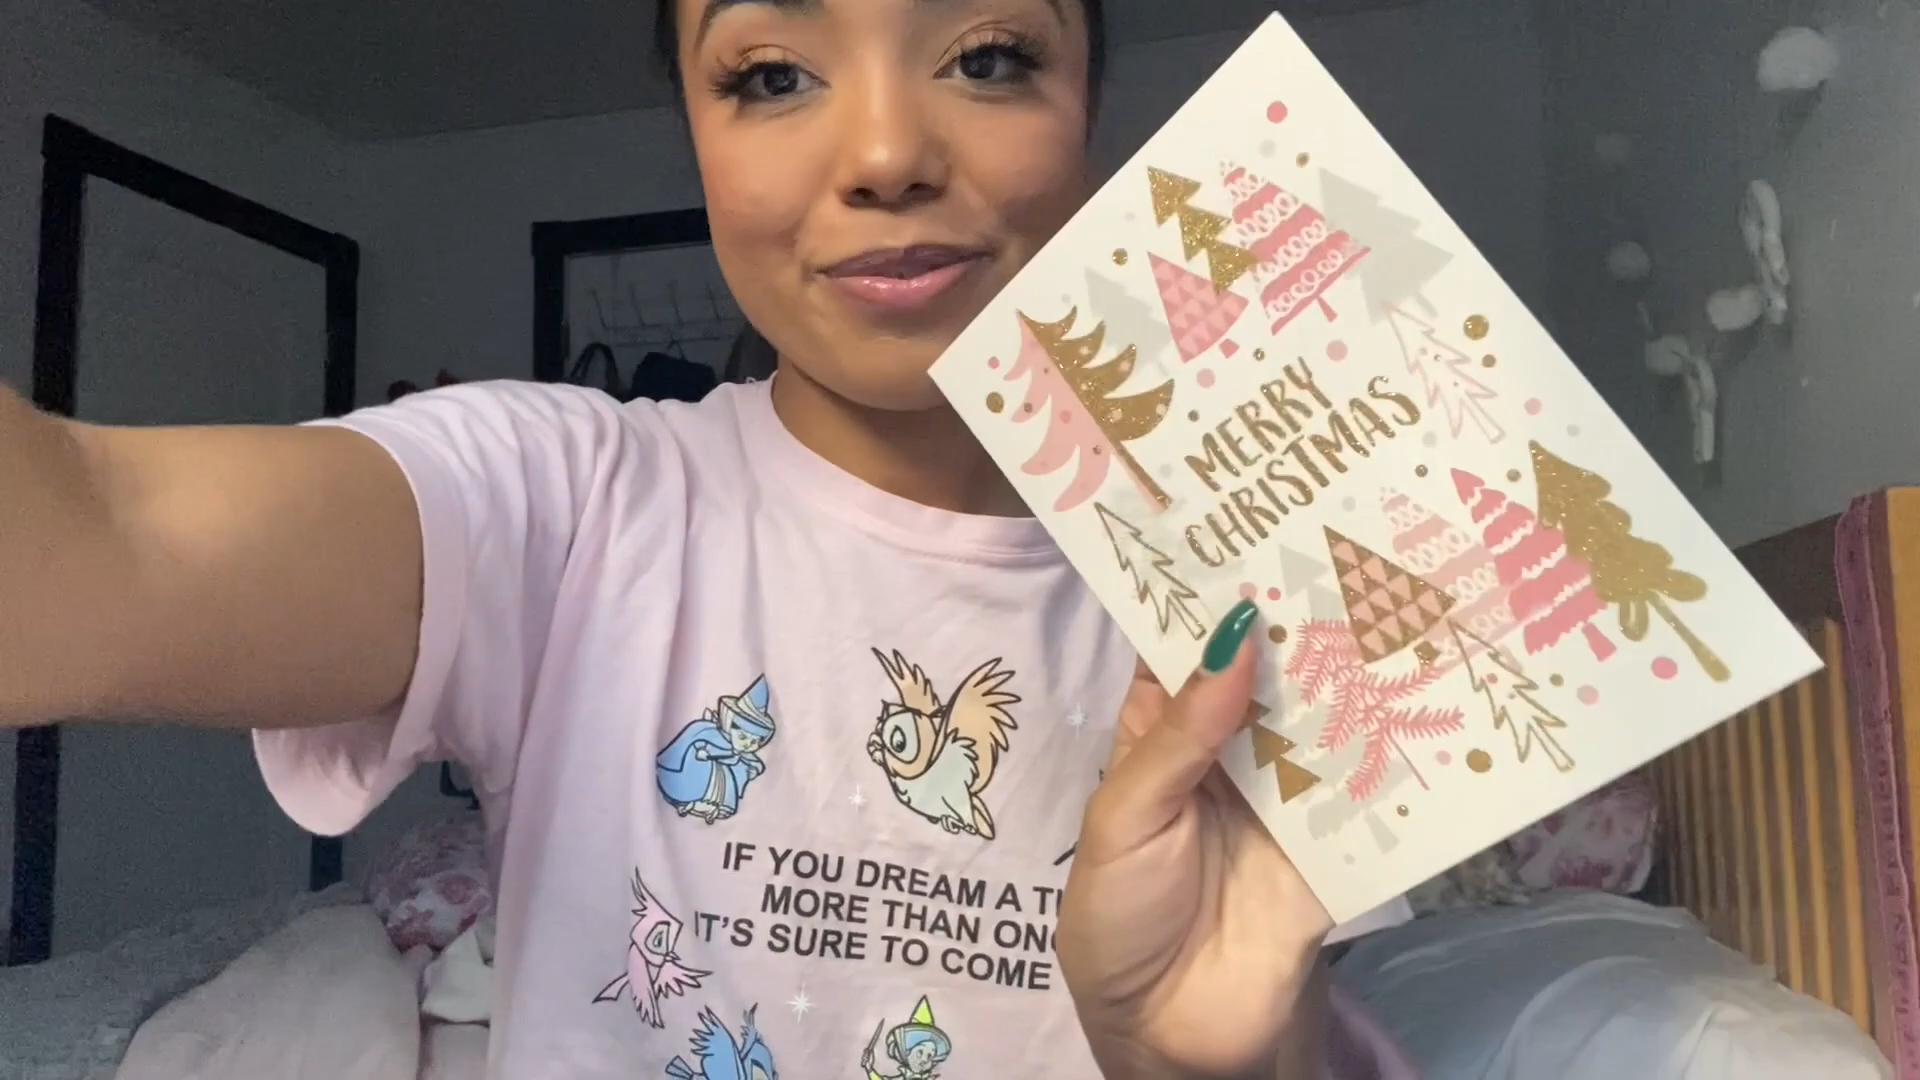 MERRY
CHRISTMAS
IF YOU DREAM A
MORE THAN
IT'S SURE TO COME